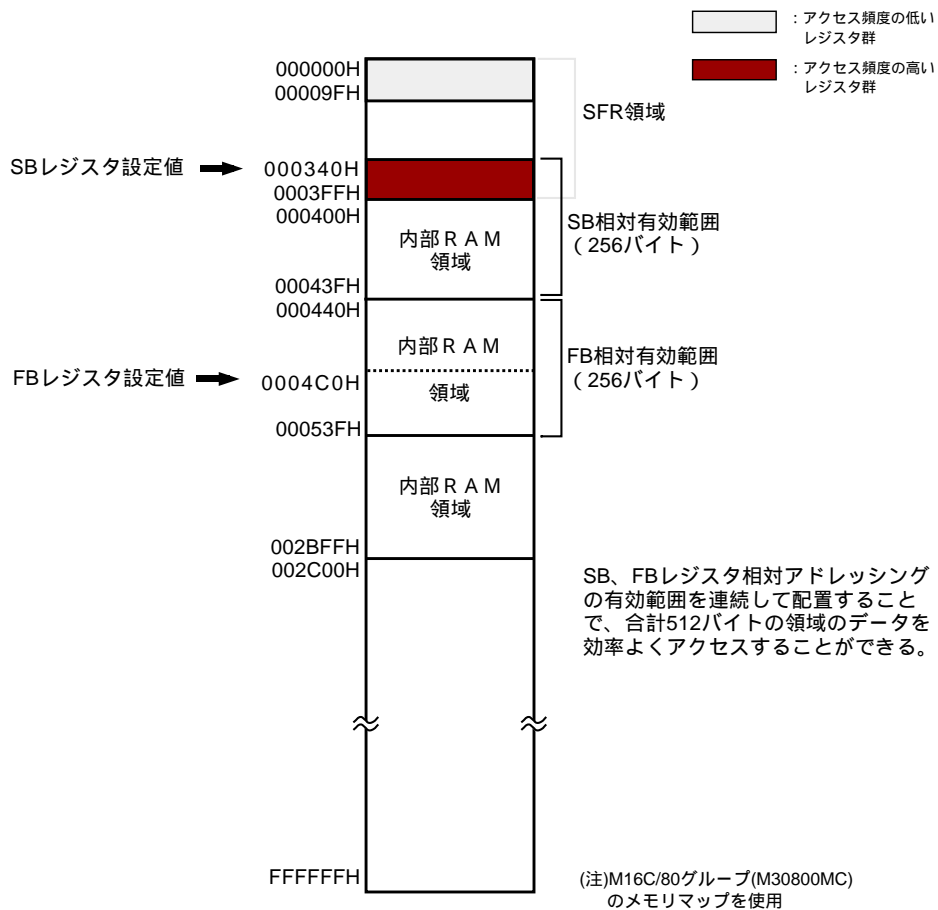 ：アクセス頻度の低い
レジスタ群
：アクセス頻度の高い
レジスタ群
000000H
00009FH
SFR領域
SBレジスタ設定値
000340H
0003FFH
000400H
内部ＲＡＭ
領域
SB相対有効範囲
（256バイト）
00043FH
000440H
内部ＲＡＭ
領域
FB相対有効範囲
（256バイト）
FBレジスタ設定値
0004C0H
00053FH
内部ＲＡＭ
領域
002BFFH
002C00H
SB、FBレジスタ相対アドレッシング
の有効範囲を連続して配置すること
で、合計512バイトの領域のデータを
効率よくアクセスすることができる。
FFFFFFH
(注)M16C/80グループ(M30800MC)
のメモリマップを使用